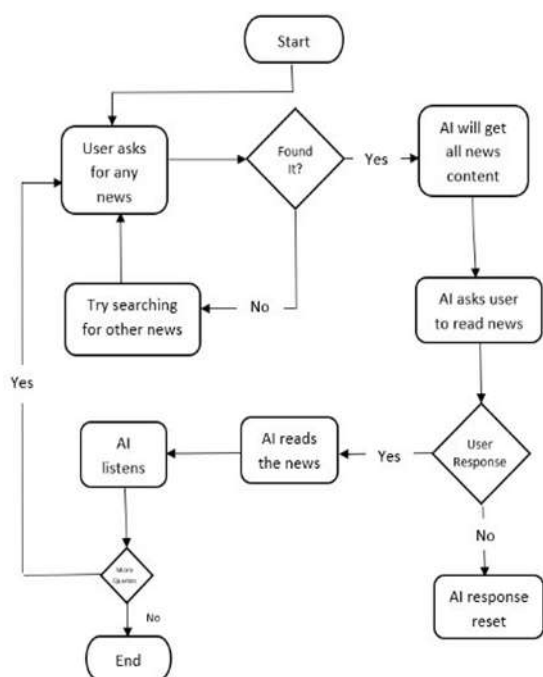 Start
User asks
for any
news
Found
It?
Yes
AI will get
all news
content
Try searching
for other news
No
AI asks user
to read news
Yes
AI
listens
AI reads
the news
Yes
User
Response
No
More
Queries
No
AI response
reset
End